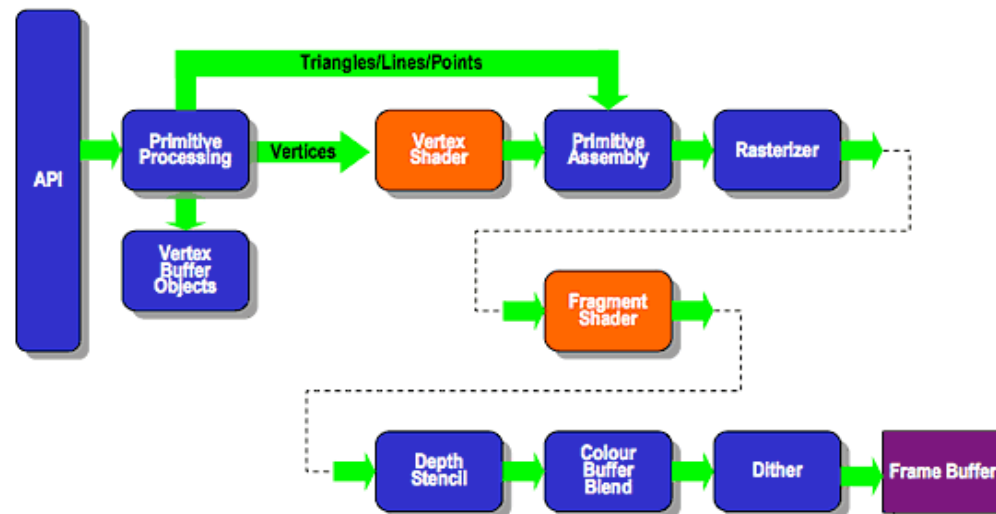 Triangles/Lines/Points
API
Primitive
Processing
Vertices
Vertex
Shader
Primitive
Assembly
Rasterizer
Vertex
Buffer
Objects
Fragment
Shader
Depth
Stencil
Colour
Buffer
Blend
Dither
Frame Buffer